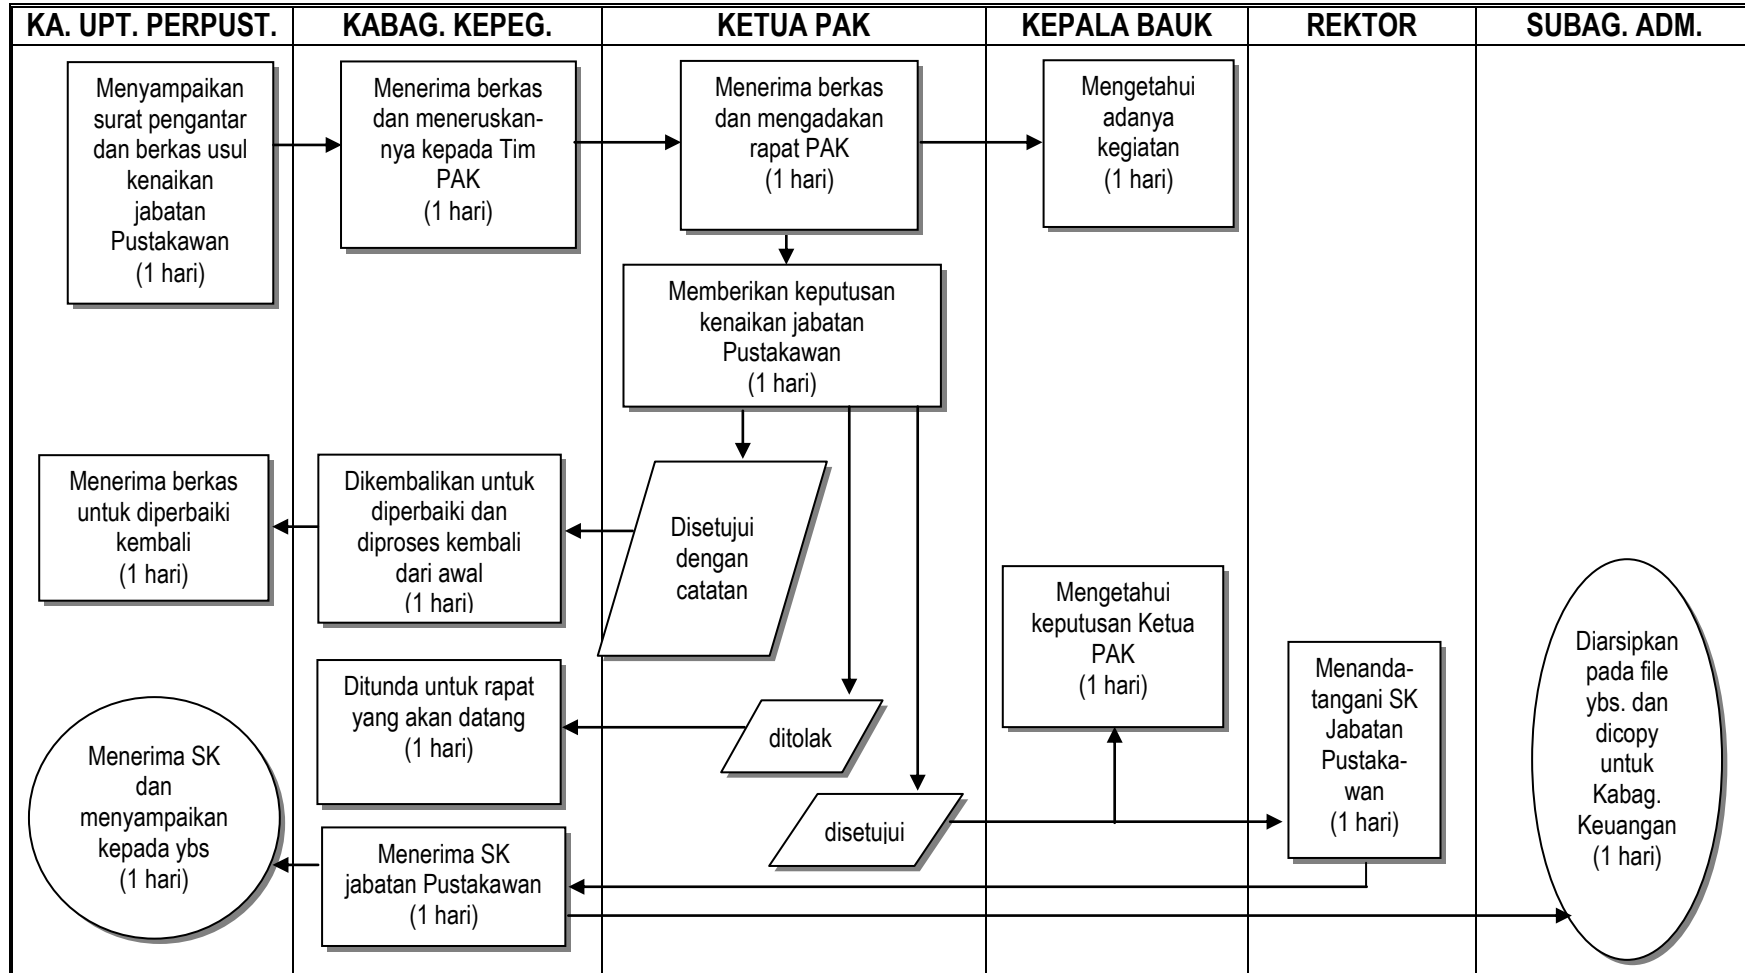 KA. UPT. PERPUST.
KABAG. KEPEG.
KETUA PAK
KEPALA BAUK
REKTOR
SUBAG. ADM.
Menyampaikan
surat pengantar
dan berkas usul
kenaikan
jabatan
Pustakawan
(1 hari)
Menerima berkas
dan meneruskan-
nya kepada Tim
PAK
(1 hari)
Menerima berkas
dan mengadakan
rapat PAK
(1 hari)
Mengetahui
adanya
kegiatan
(1 hari)
Memberikan keputusan
kenaikan jabatan
Pustakawan
(1 hari)
Menerima berkas
untuk diperbaiki
kembali
(1 hari)
Dikembalikan untuk
diperbaiki dan
diproses kembali
dari awal
(1 hari)
Disetujui
dengan
catatan
Mengetahui
keputusan Ketua
PAK
(1 hari)
Menanda-
tangani SK
Jabatan
Pustaka-
wan
(1 hari)
Diarsipkan
pada file
ybs. dan
dicopy
untuk
Kabag.
Keuangan
(1 hari)
Ditunda untuk rapat
yang akan datang
(1 hari)
ditolak
Menerima SK
dan
menyampaikan
kepada ybs
(1 hari)
disetujui
Menerima SK
jabatan Pustakawan
(1 hari)